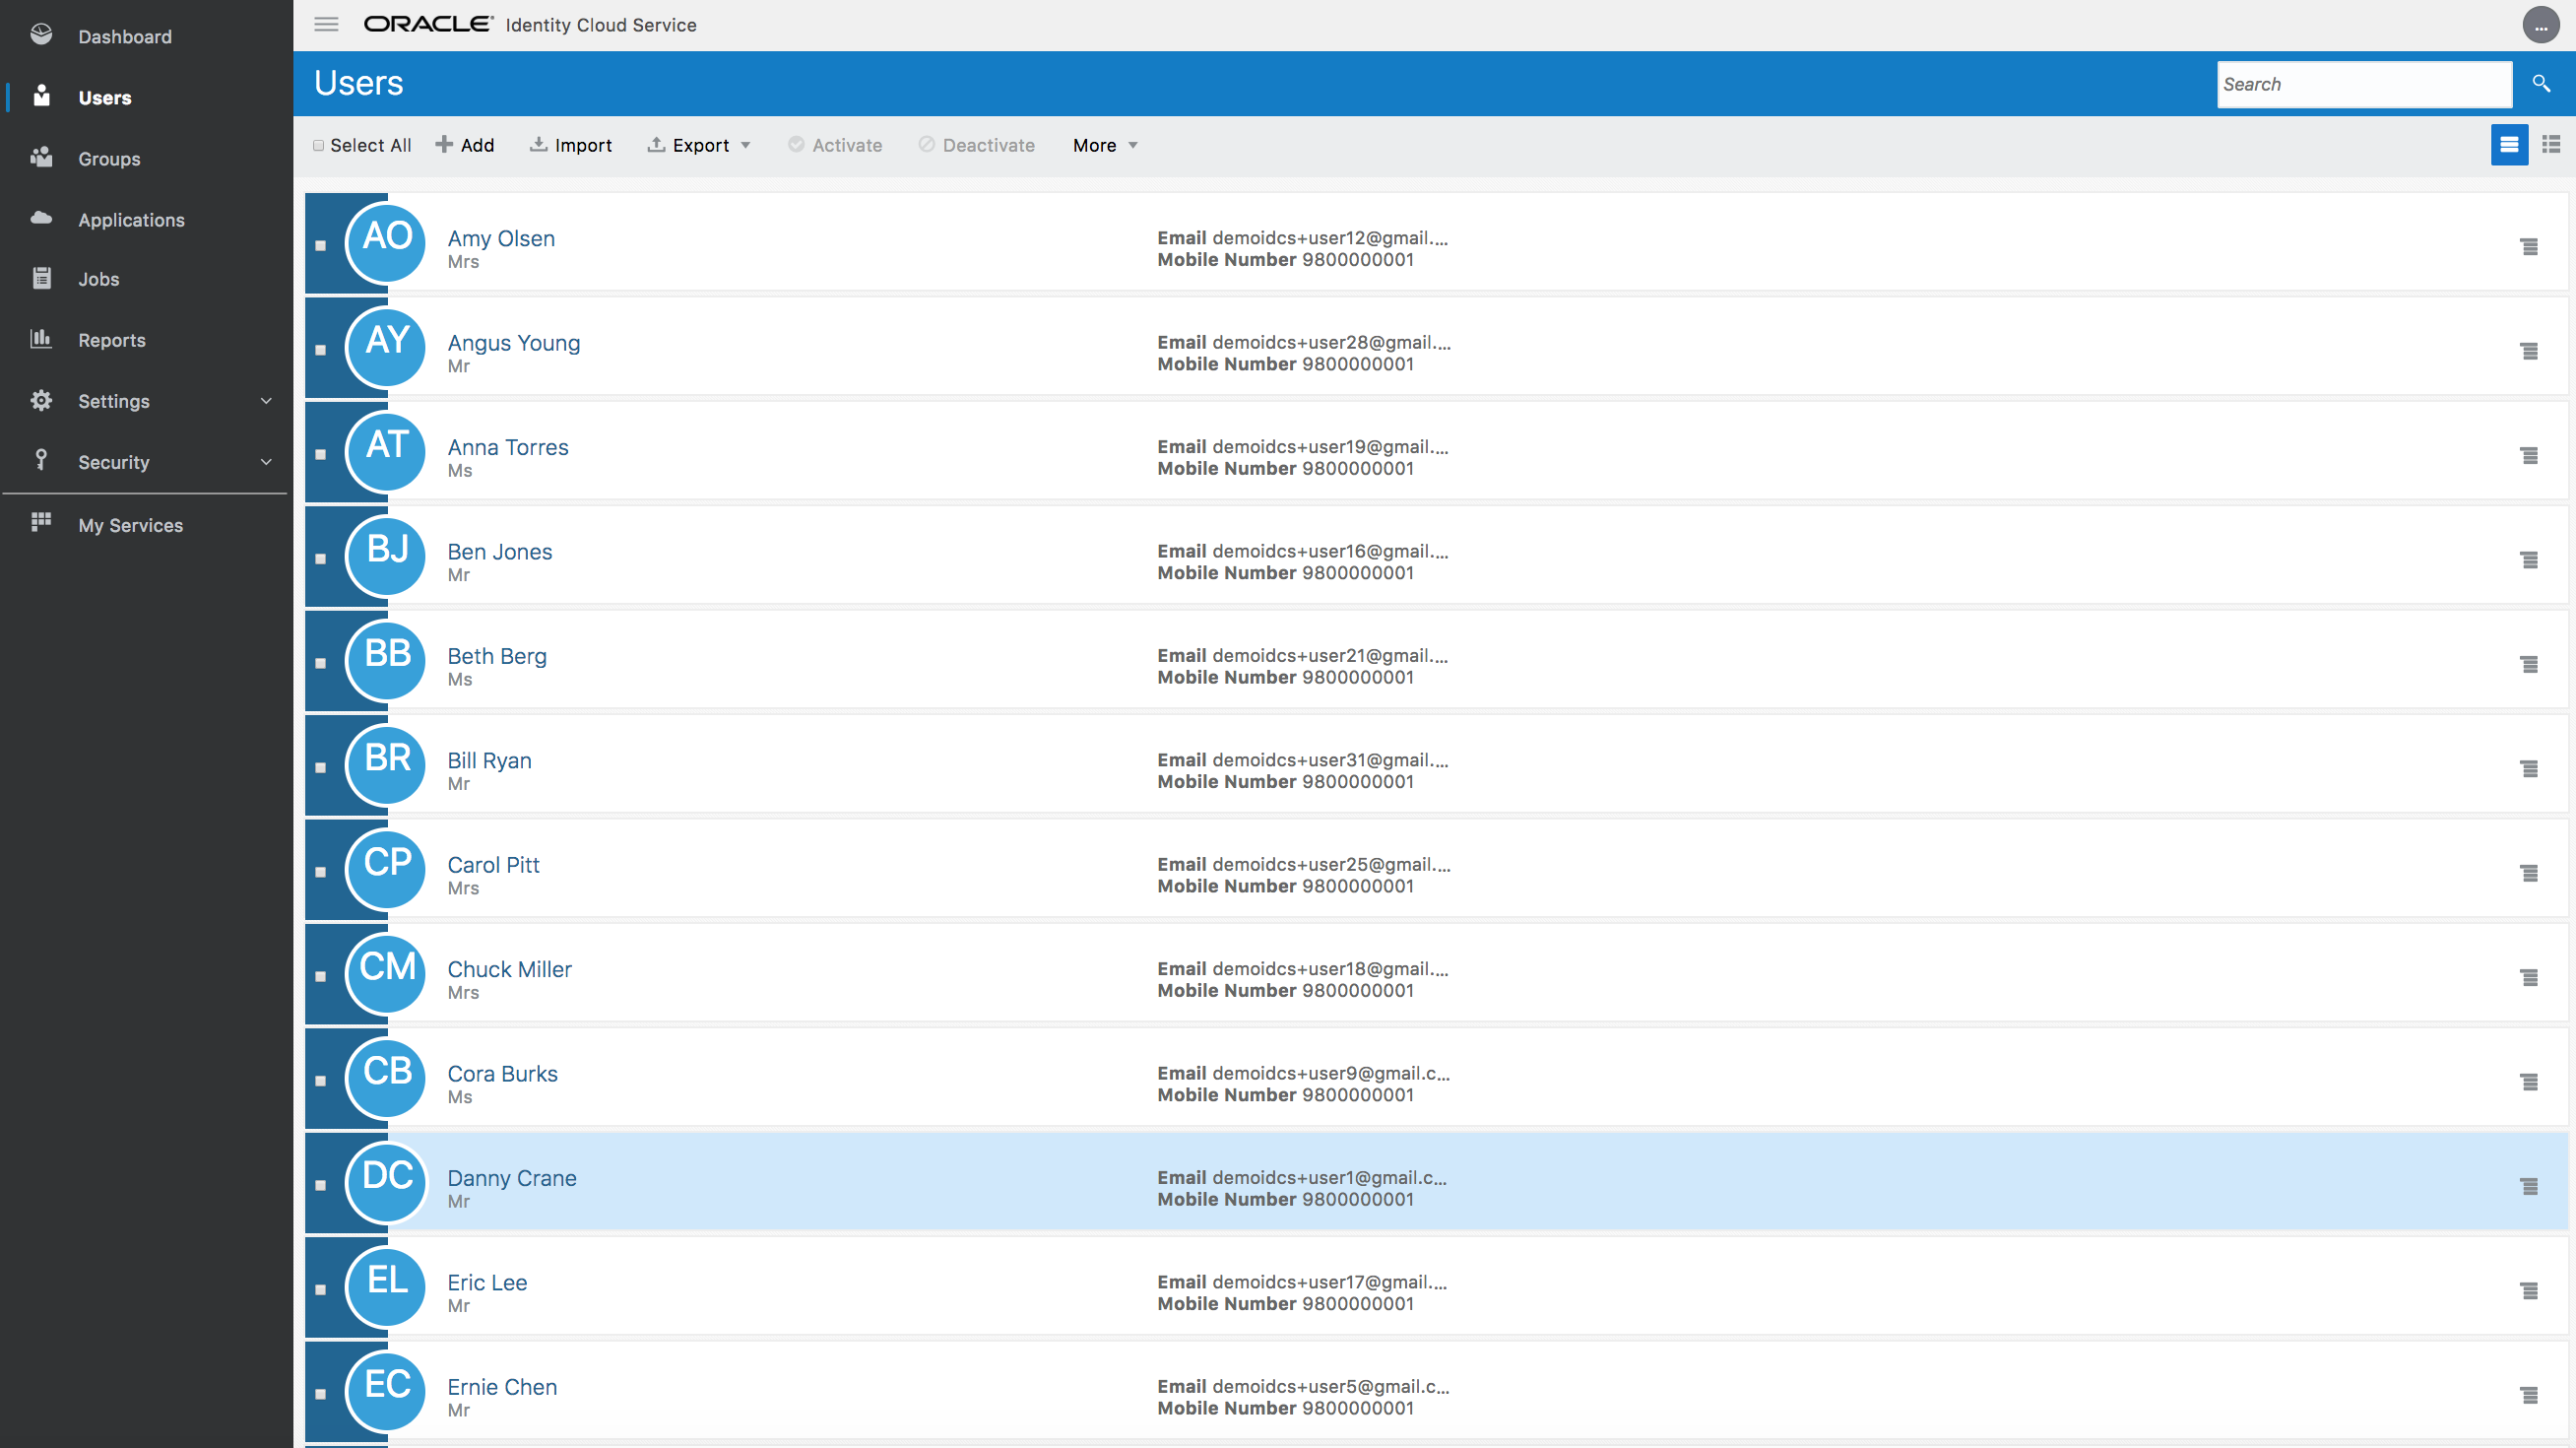 Dashboard
Users
Groups
Applications
Jobs
Reports
Settings
Security
My Services
ORACLE Identity Cloud Service
...
Users
Search
Select All Add Import Export Activate Deactivate More
AO
Amy Olsen
Mrs
Email demoidcs+user12@gmail....
Mobile Number 9800000001
AY
Angus Young
Mr
Email demoidcs+user28@gmail....
Mobile Number 9800000001
AT
Anna Torres
Ms
Email demoidcs+user19@gmail....
Mobile Number 9800000001
BJ
Ben Jones
Mr
Email demoidcs+user16@gmail....
Mobile Number 9800000001
BB
Beth Berg
Ms
Email demoidcs+user21@gmail....
Mobile Number 9800000001
BR
Bill Ryan
Mr
Email demoidcs+user31@gmail....
Mobile Number 9800000001
CP
Carol Pitt
Mrs
Email demoidcs+user25@gmail....
Mobile Number 9800000001
CM
Chuck Miller
Mrs
Email demoidcs+user18@gmail....
Mobile Number 9800000001
CB
Cora Burks
Ms
Email demoidcs+user9@gmail.c...
Mobile Number 9800000001
DC
Danny Crane
Mr
Email demoidcs+user1@gmail.c...
Mobile Number 9800000001
EL
Eric Lee
Mr
Email demoidcs+user17@gmail....
Mobile Number 9800000001
EC
Ernie Chen
Mr
Email demoidcs+user5@gmail.c...
Mobile Number 9800000001